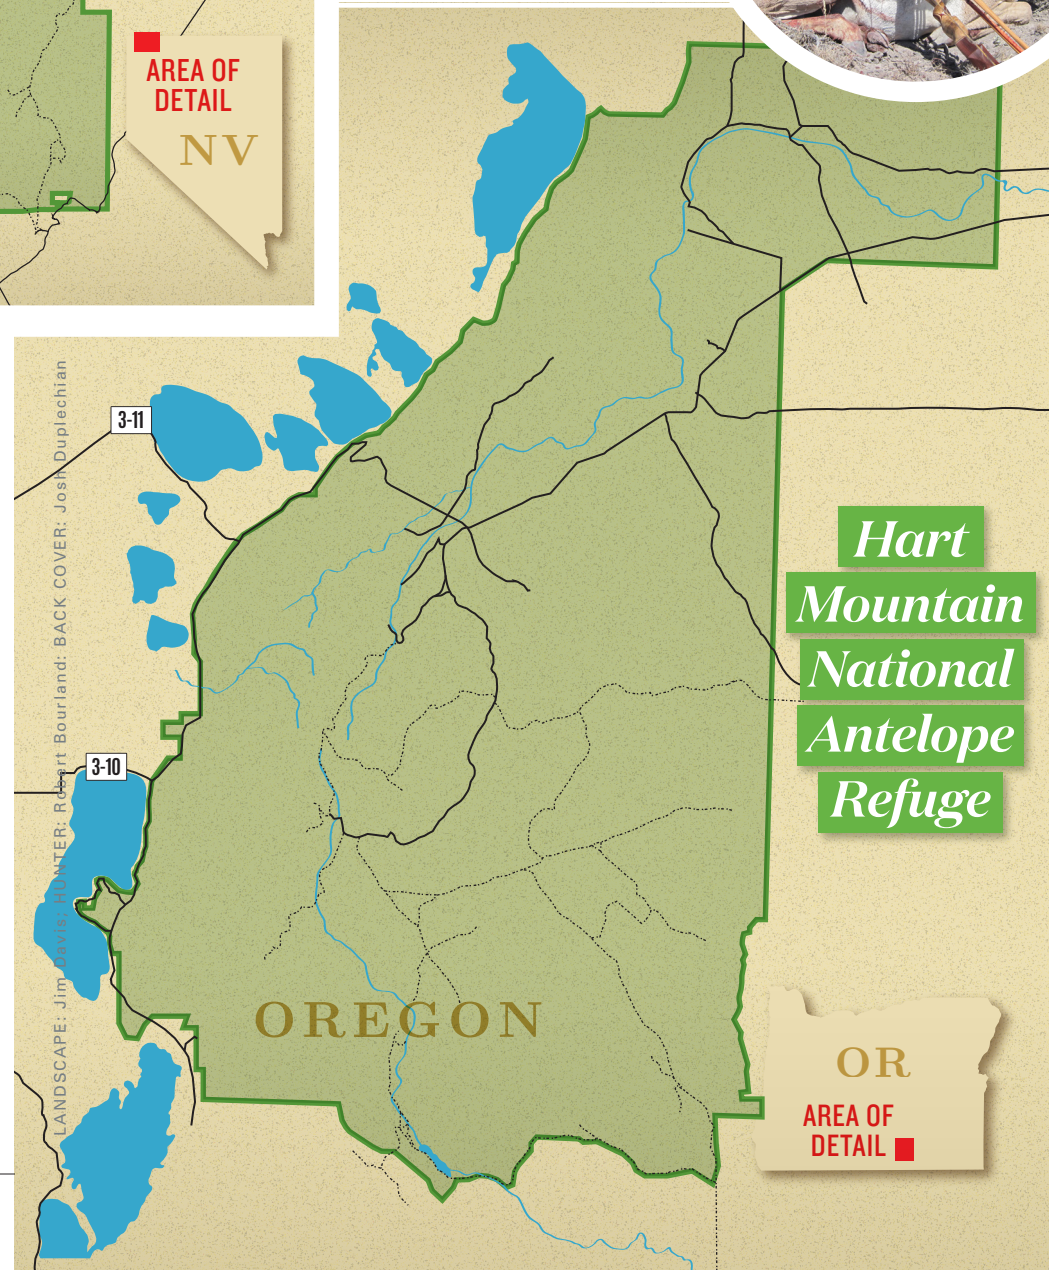 AREA OF
DETAIL
NV
3-11
3-10
Hart
Mountain
National
Antelope
Refuge
OREGON
OR
AREA OF
DETAIL
LANDSCAPE: Jim Davis; HUNTER: Robert Bourland: BACK COVER: Josh Duplechian